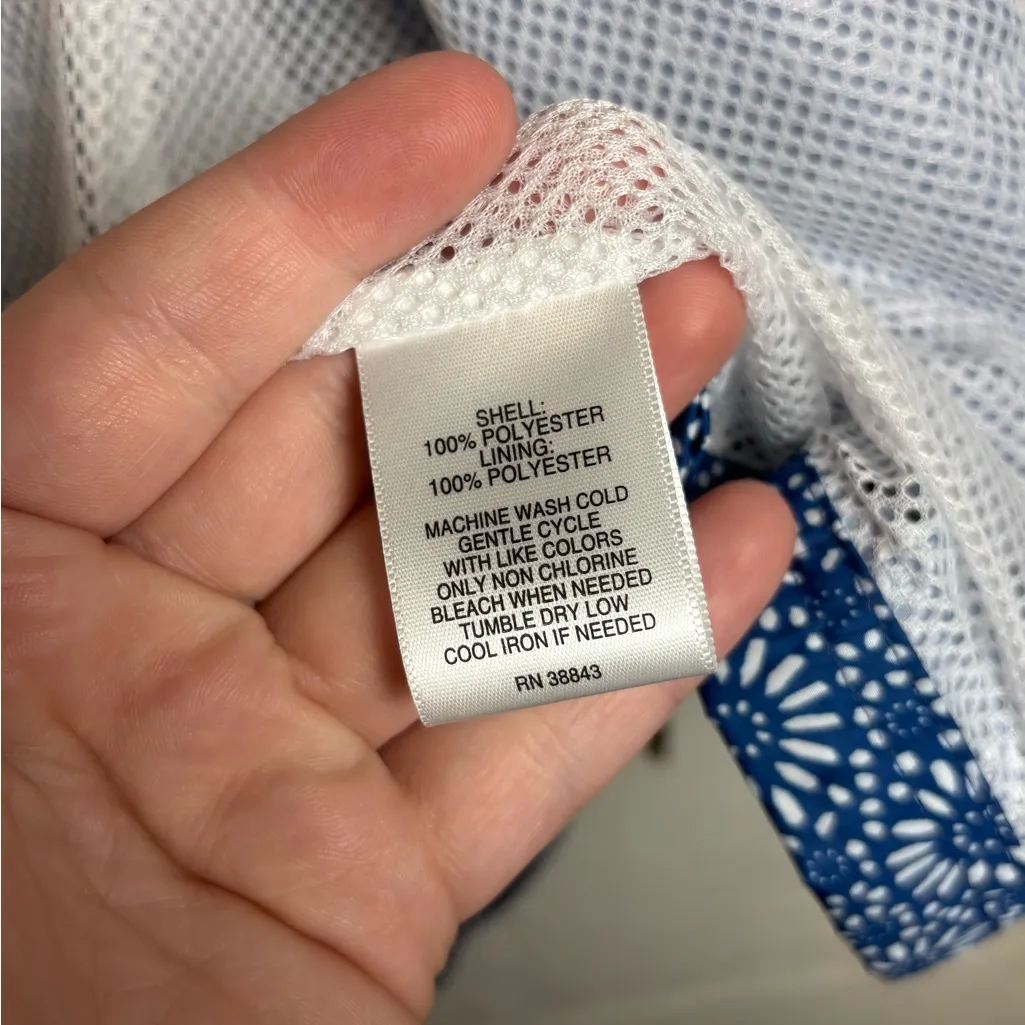 SHELL:
100% POLYESTER
LINING:
100% POLYESTER
MACHINE WASH COLD
GENTLE CYCLE
WITH LIKE COLORS
ONLY NON CHLORINE
BLEACH WHEN NEEDED
TUMBLE DRY LOW
COOL IRON IF NEEDED
RN 38843